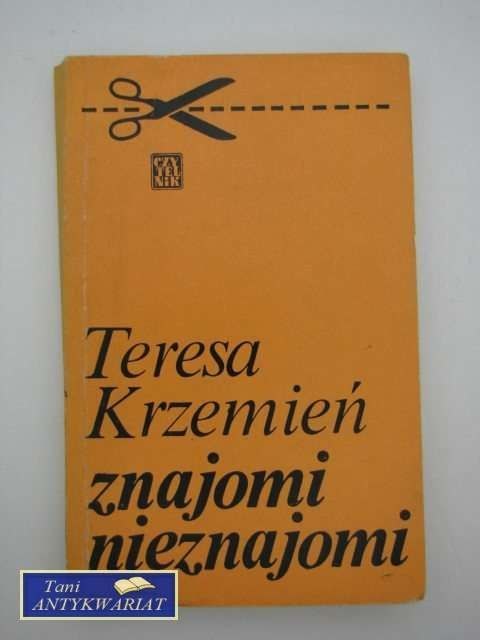 CZY
TEL
NiK
Teresa
Krzemień
znajomi
nieznajomi
Tani
ANTYKWARIAT